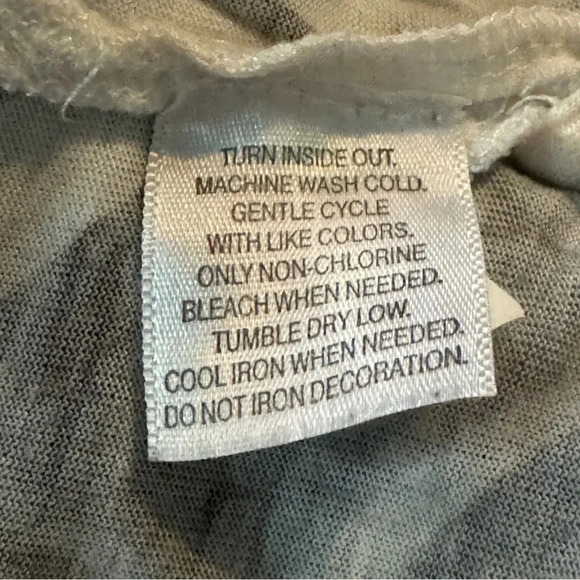 TURN INSIDE OUT.
MACHINE WASH COLD.
GENTLE CYCLE
WITH LIKE COLORS.
ONLY NON-CHLORINE
BLEACH WHEN NEEDED.
TUMBLE DRY LOW.
COOL IRON WHEN NEEDED.
DO NOT IRON DECORATION.